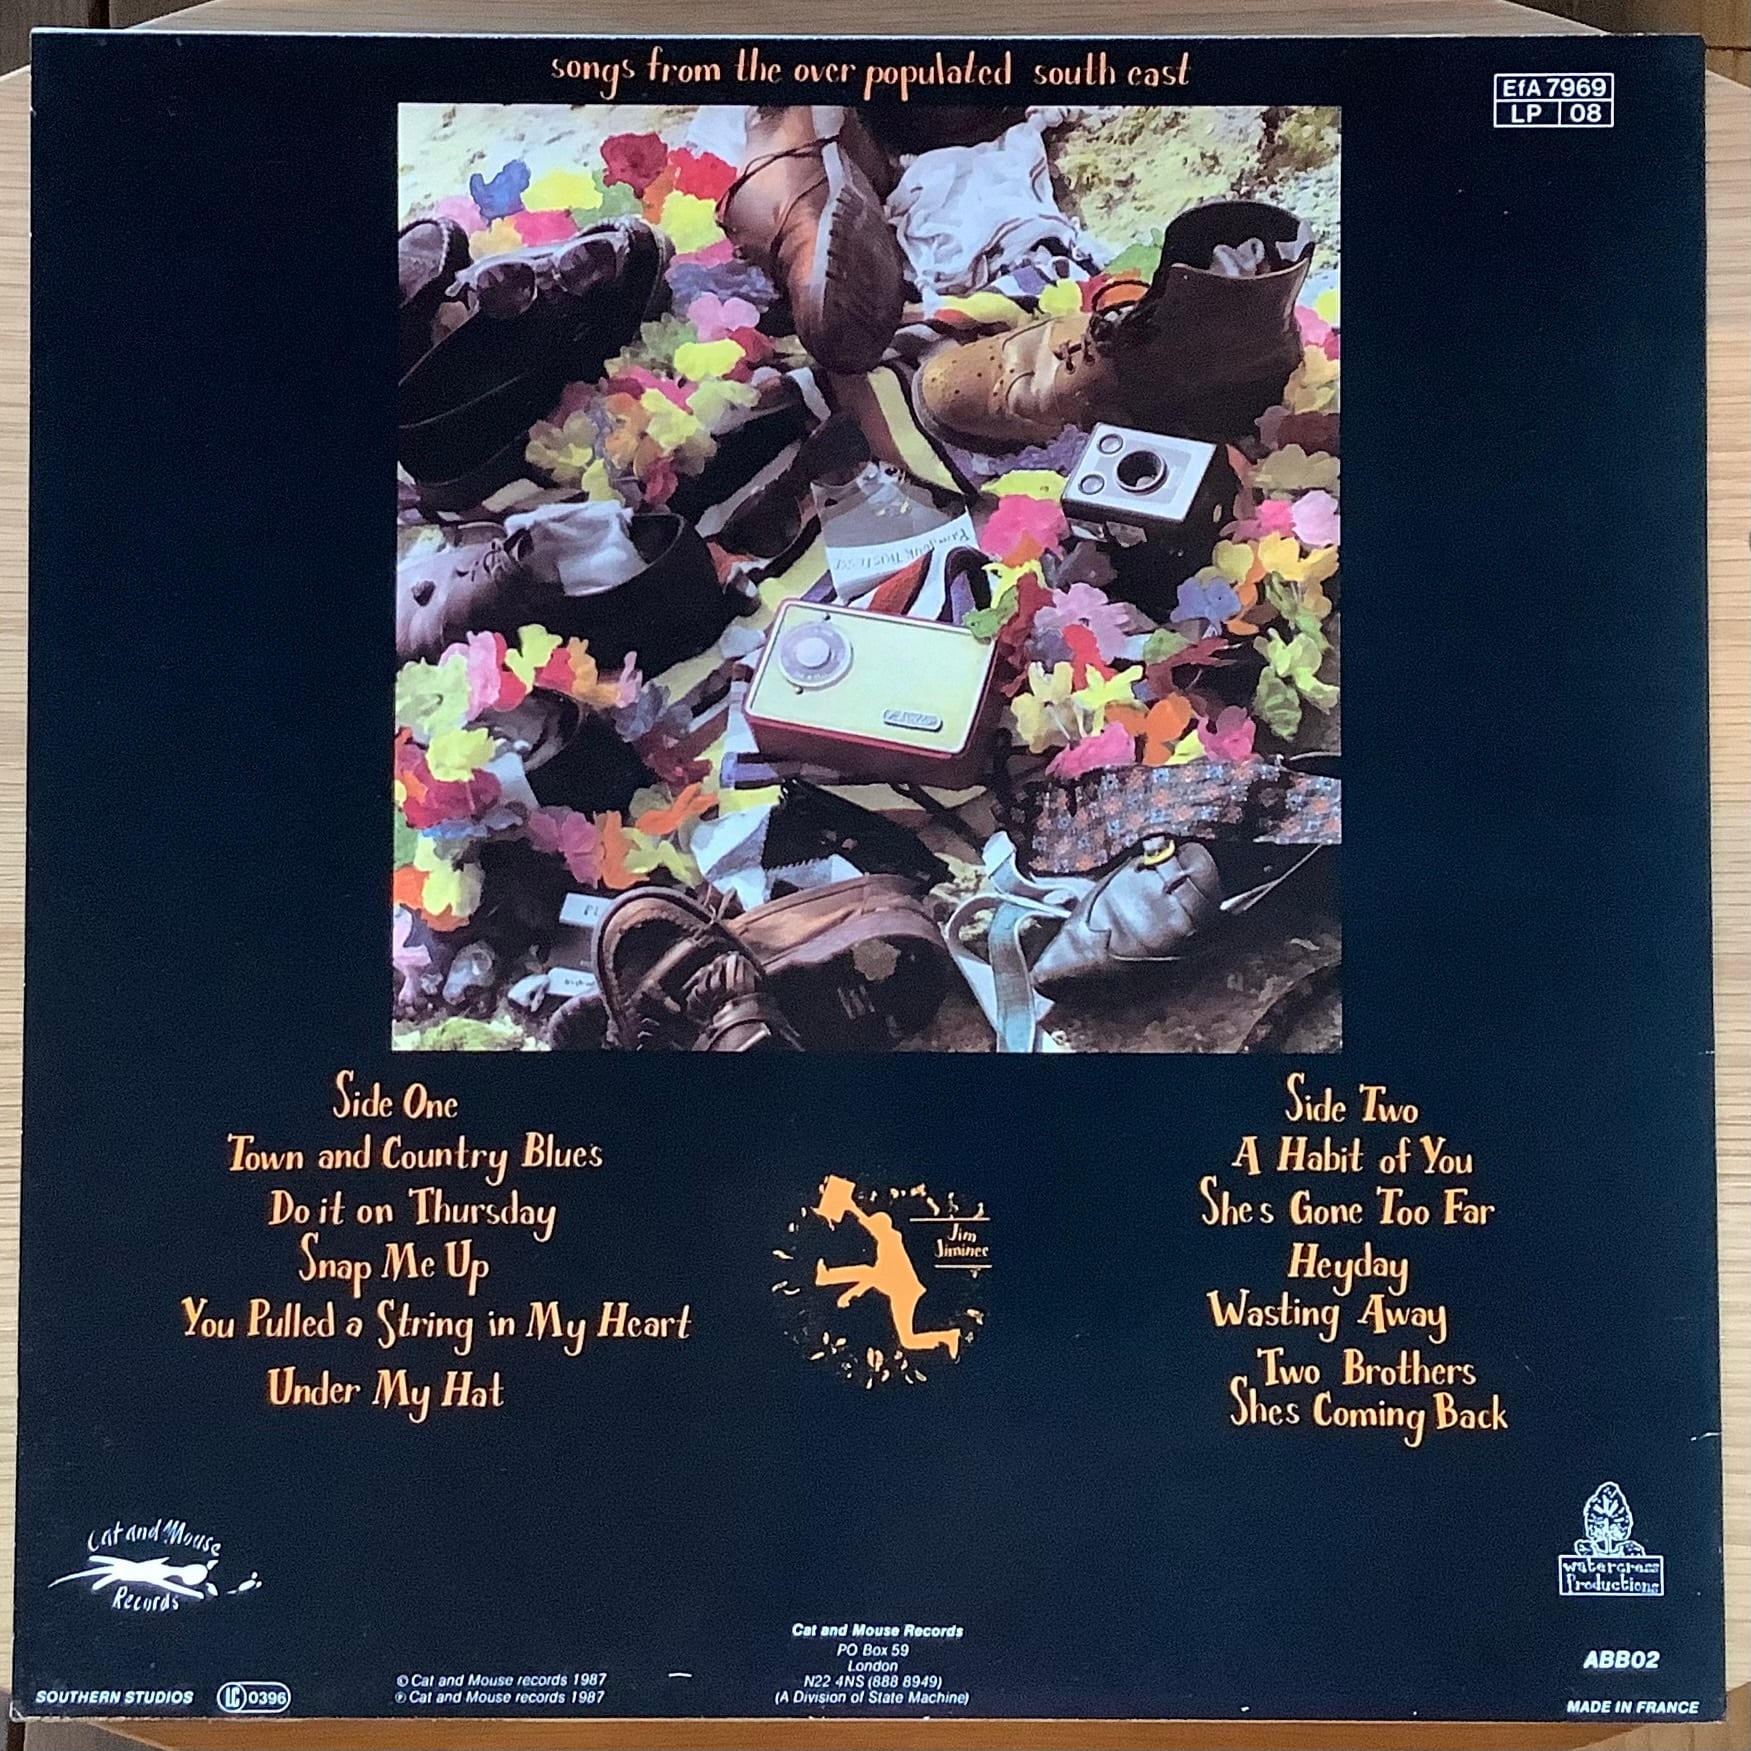 songs from the over populated south east
EfA 7969
LP 08
Side One
Town and Country Blues
Do it on Thursday
Snap Me Up
You Pulled a String in My Heart
Under My Hat
Jim
Jiminee
Side Two
A Habit of You
She's Gone Too Far
Heyday
Wasting Away
Two Brothers
Shes Coming Back
Cat and Mouse
Records
watercress
Productions
Cat and Mouse Records
PO Box 59
London
N22 4NS (888 8949)
(A Division of State Machine)
© Cat and Mouse records 1987
℗ Cat and Mouse records 1987
SOUTHERN STUDIOS
LC 0396
ABB02
MADE IN FRANCE